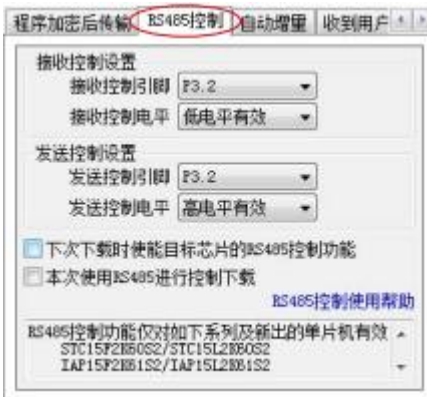 程序加密后传输 RS485控制 自动增量 收到用户
接收控制设置
接收控制引脚 P3.2
接收控制电平 低电平有效
发送控制设置
发送控制引脚 P3.2
发送控制电平 高电平有效
下次下载时使能目标芯片的RS485控制功能
本次使用RS485进行控制下载
RS485控制使用帮助
RS485控制功能仅对如下系列及新出的单片机有效
STC15F2K60S2/STC15L2K60S2
IAP15F2K61S2/IAP15L2K61S2